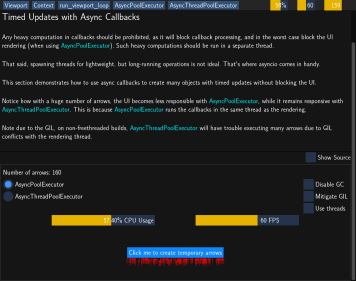 Viewport Context run_viewport_loop AsyncPoolExecutor AsyncThreadPoolExecutor 60
Timed Updates with Async Callbacks
Any heavy computation in callbacks should be prohibited, as it will block callback processing, and in the worst case block the UI
rendering (when using AsyncPoolExecutor). Such heavy computations should be run in a separate thread.
That said, spawning threads for lightweight, but long-running operations is not ideal. That's where asyncio comes in handy.
This section demonstrates how to use async callbacks to create many objects with timed updates without blocking the UI.
Notice how with a huge number of arrows, the UI becomes less responsive with AsyncPoolExecutor, while it remains responsive with
AsyncThreadPoolExecutor. This is because AsyncPoolExecutor runs the callbacks in the same thread as the rendering.
Note due to the GIL, on non-freethreaded builds, AsyncThreadPoolExecutor will have trouble executing many arrows due to GIL
conflicts with the rendering thread.
Show Source
Number of arrows: 160
AsyncPoolExecutor Disable GC
AsyncThreadPoolExecutor Mitigate GIL
Use threads
57.40% CPU Usage 60 FPS
Click me to create temporary arrows